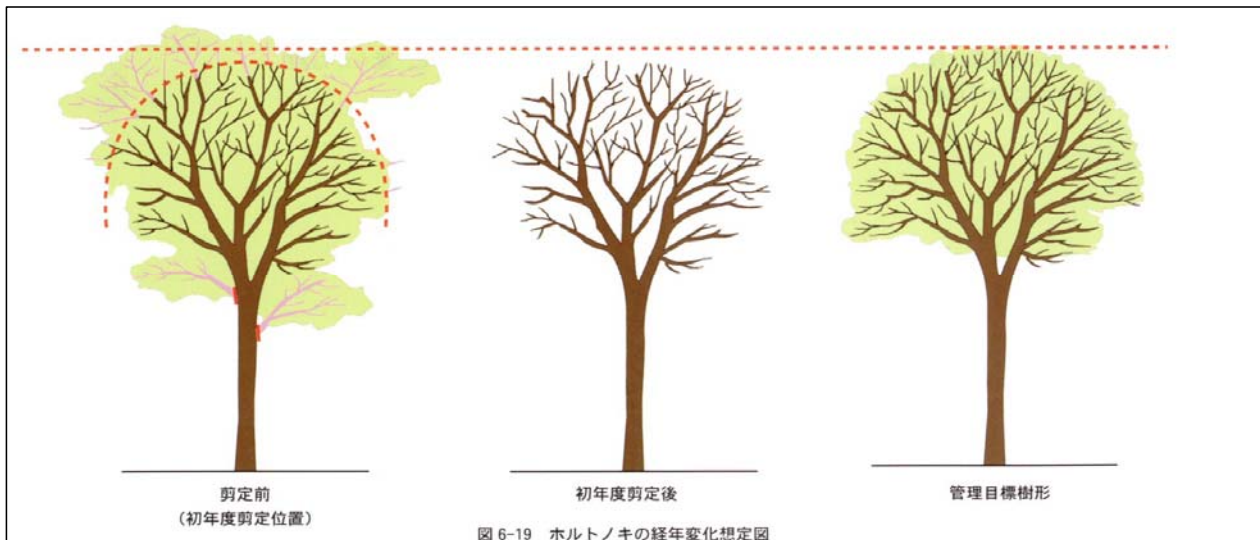 剪定前
(初年度剪定位置)
初年度剪定後
管理目標樹形
図 6-19 ホルトノキの経年変化想定図